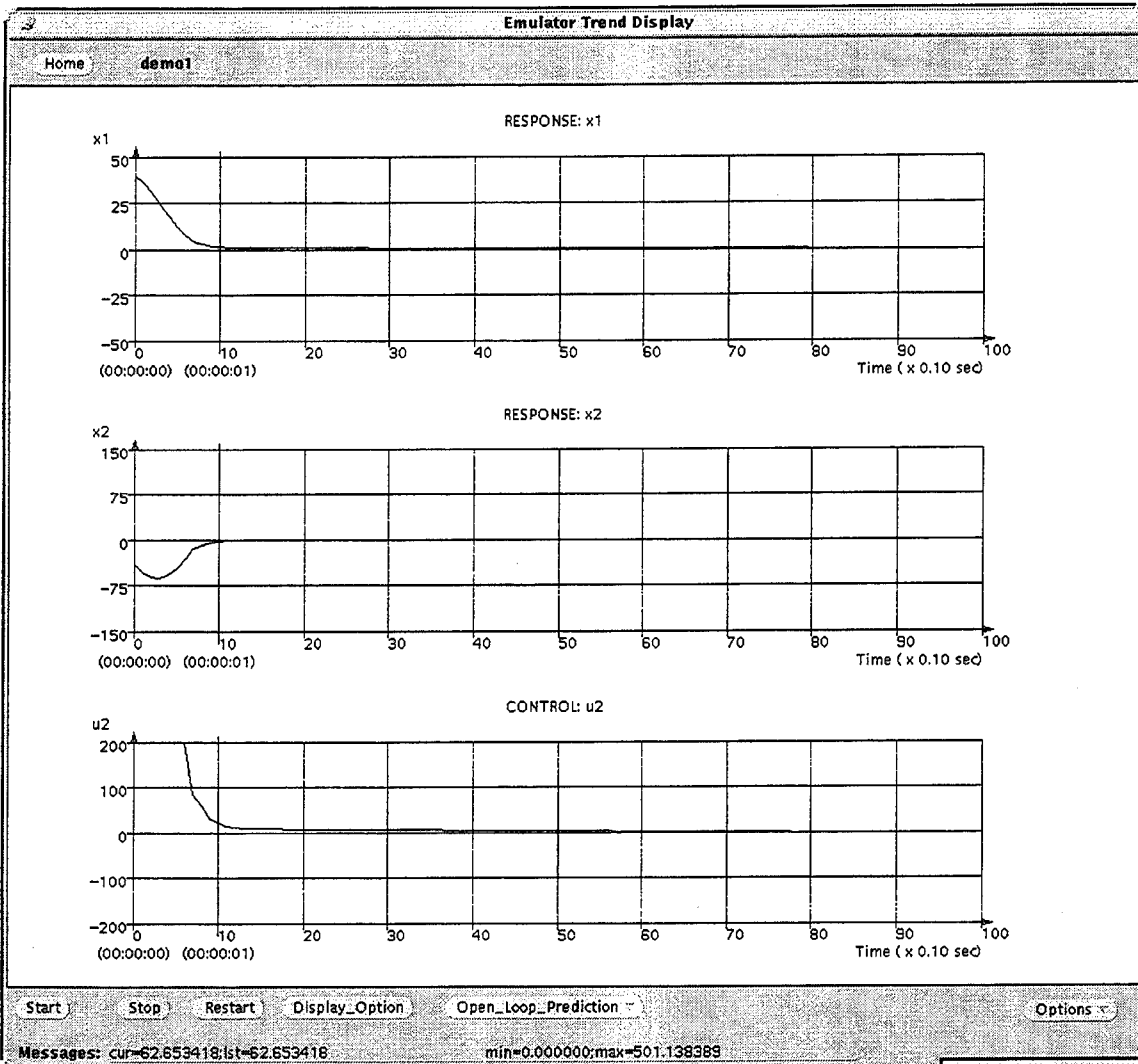 Emulator Trend Display
Home demo1
RESPONSE: x1
x1
50
25
0
-25
-50
0 10 20 30 40 50 60 70 80 90 100
(00:00:00) (00:00:01) Time ( x 0.10 sec)
RESPONSE: x2
x2
150
75
0
-75
-150
0 10 20 30 40 50 60 70 80 90 100
(00:00:00) (00:00:01) Time ( x 0.10 sec)
CONTROL: u2
u2
200
100
0
-100
-200
0 10 20 30 40 50 60 70 80 90 100
(00:00:00) (00:00:01) Time ( x 0.10 sec)
Start Stop Restart Display_Option Open_Loop_Prediction Options
Messages: cur=62.653418;lst=62.653418 min=0.000000;max=501.138389